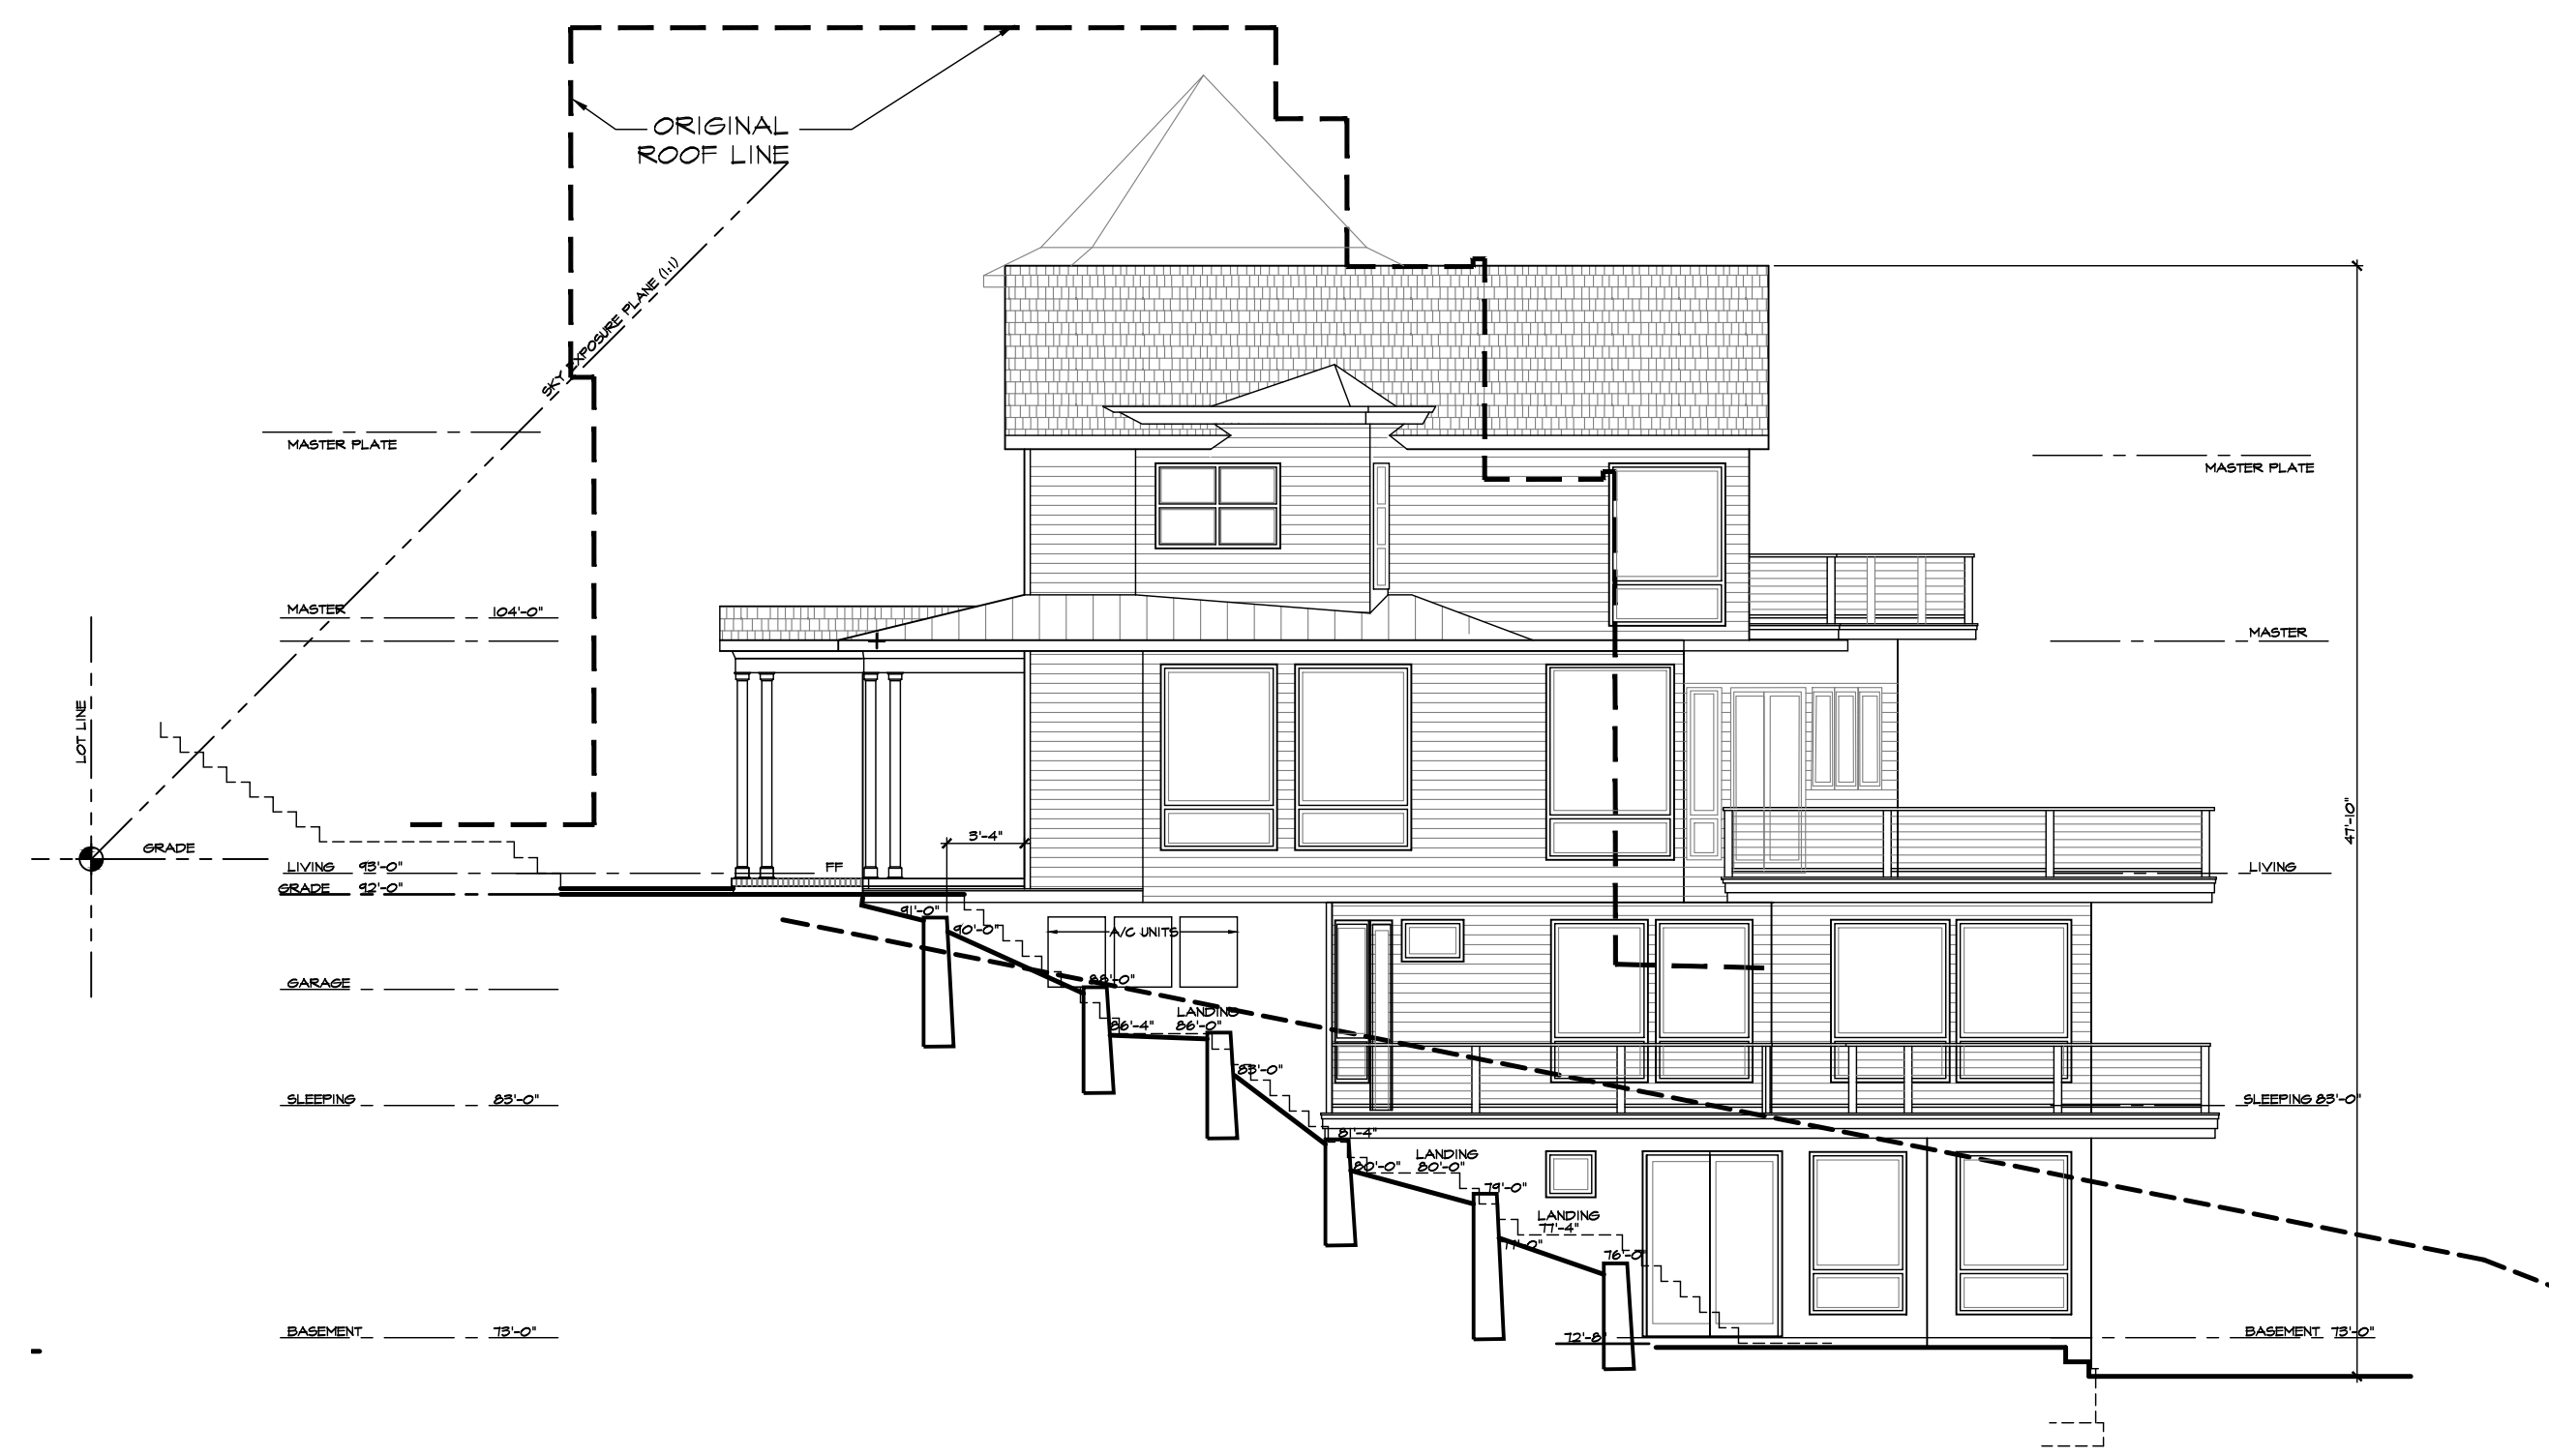 ORIGINAL
ROOF LINE
SKY EXPOSURE PLANE (1:1)
MASTER PLATE
MASTER PLATE
MASTER 104'-0"
MASTER
LOT LINE
47'-10"
3'-4"
GRADE
LIVING 93'-0"
FF
LIVING
GRADE 92'-0"
91'-0"
90'-0"
A/C UNITS
88'-0"
GARAGE
LANDING
86'-4" 86'-0"
83'-0"
SLEEPING 83'-0"
SLEEPING 83'-0"
81'-4"
LANDING
80'-0" 80'-0"
79'-0"
LANDING
77'-4"
77'-0"
76'-0"
BASEMENT 73'-0"
72'-8"
BASEMENT 73'-0"